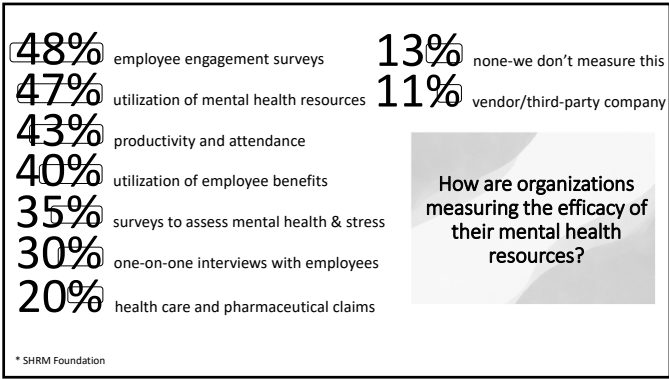 48% employee engagement surveys
47% utilization of mental health resources
43% productivity and attendance
40% utilization of employee benefits
35% surveys to assess mental health & stress
30% one-on-one interviews with employees
20% health care and pharmaceutical claims
13% none-we don’t measure this
11% vendor/third-party company
How are organizations
measuring the efficacy of
their mental health
resources?
* SHRM Foundation